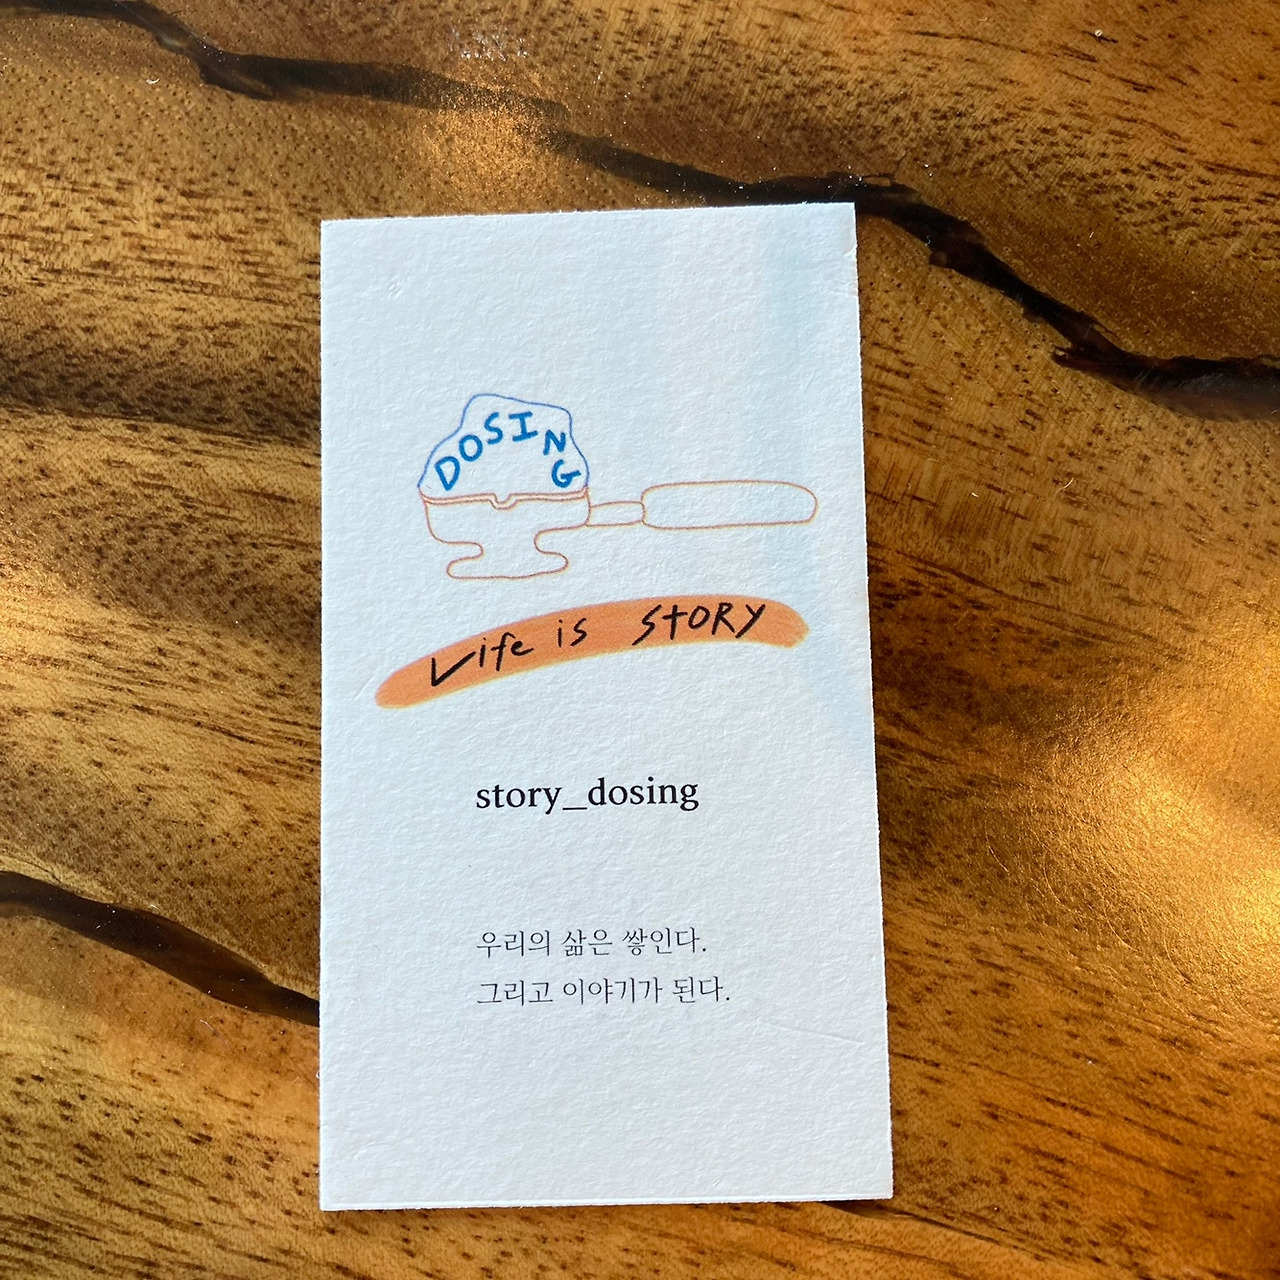 DOSING
Life is STORY
story_dosing
우리의 삶은 쌓인다.
그리고 이야기가 된다.